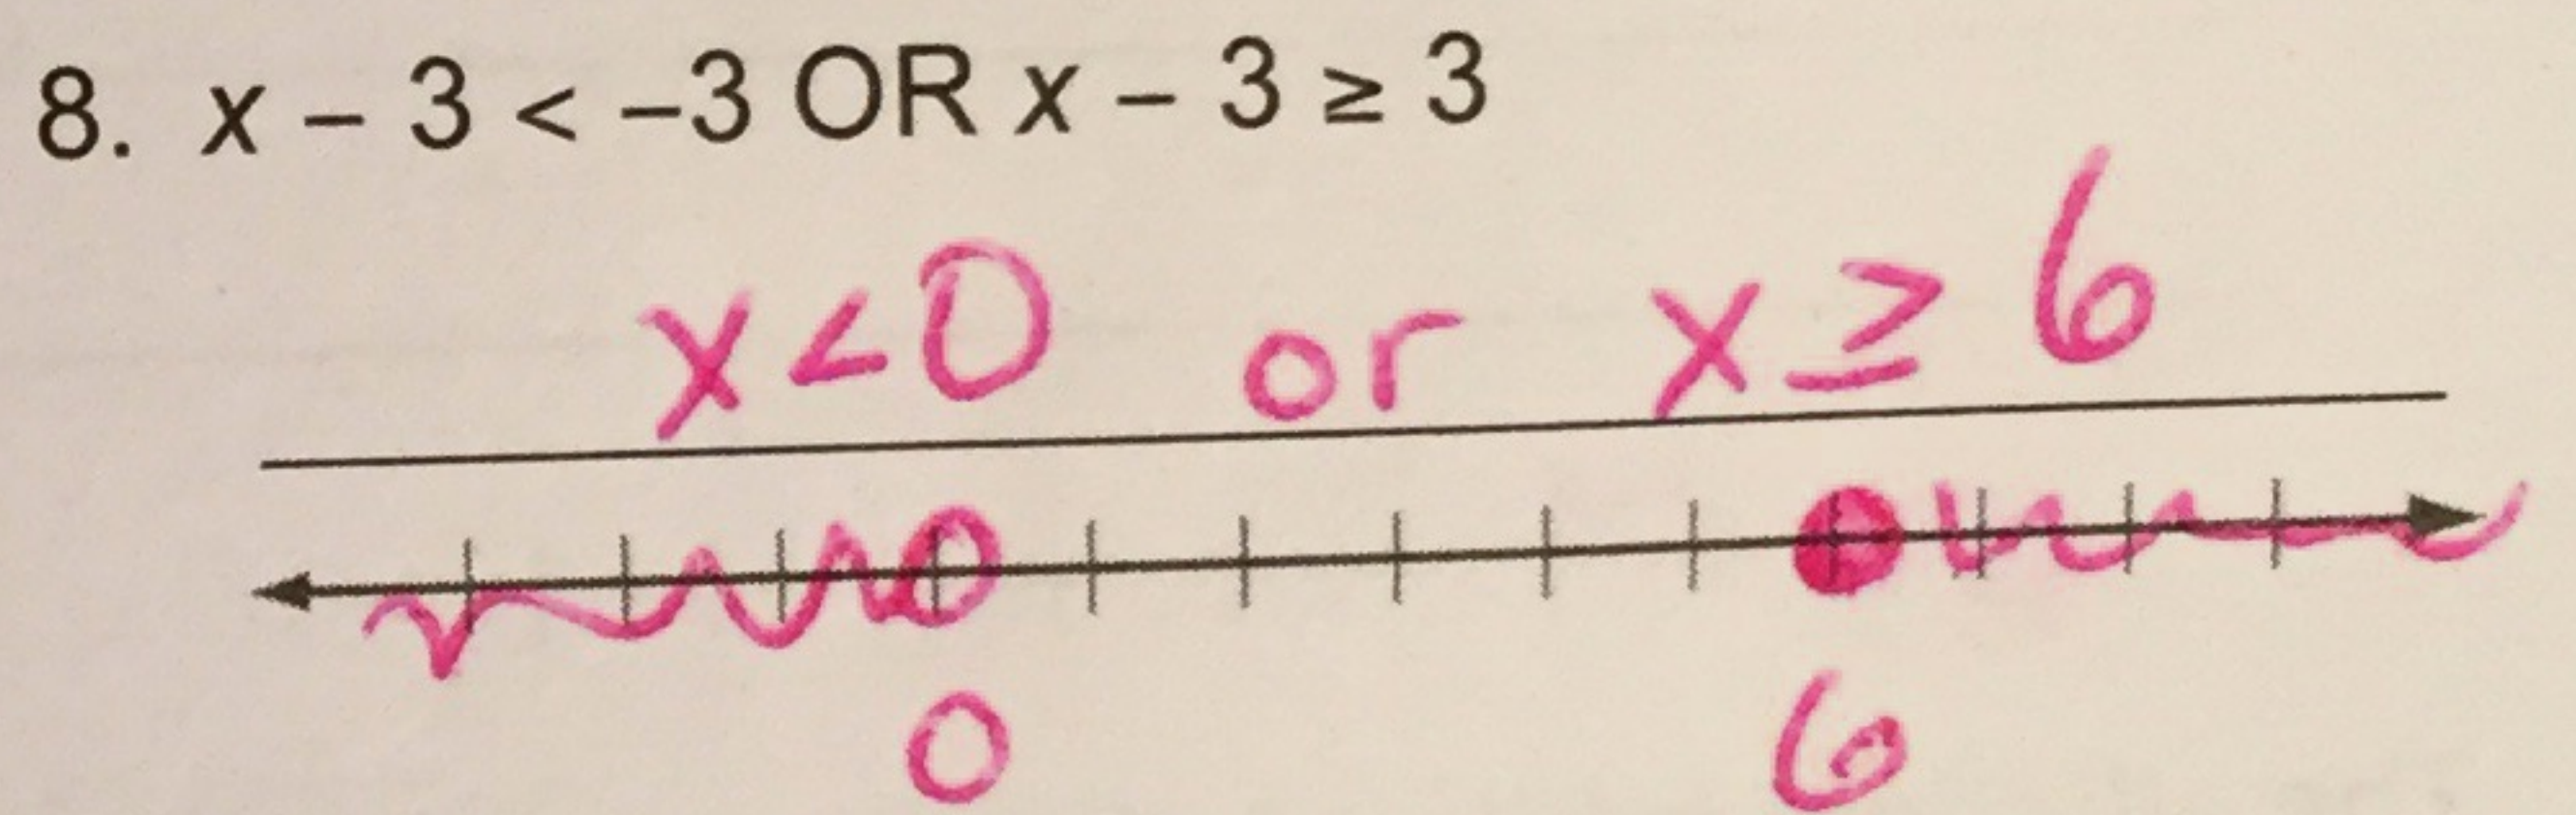 8. x – 3 < –3 OR x – 3 ≥ 3
x < 0 or x ≥ 6
0 6